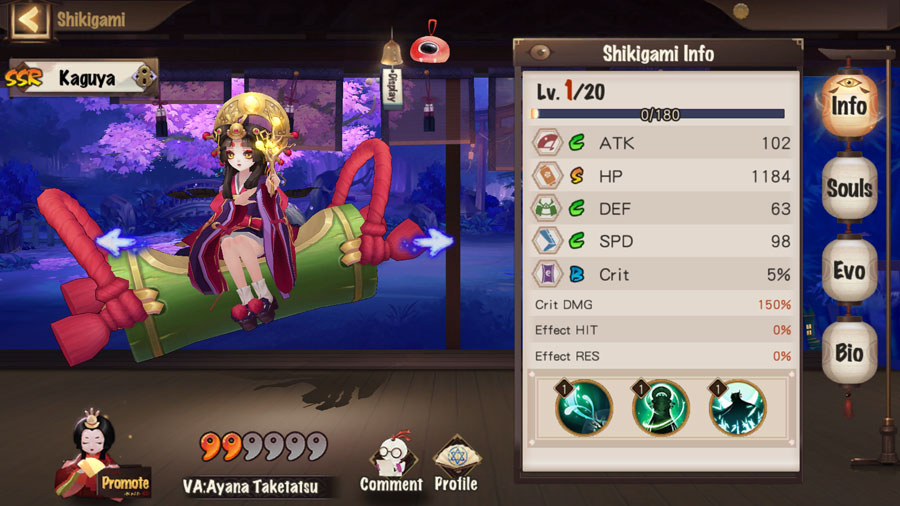 Shikigami
SSR Kaguya
Display
Shikigami Info
Lv. 1/20
0/180
C ATK 102
S HP 1184
C DEF 63
C SPD 98
B Crit 5%
Crit DMG 150%
Effect HIT 0%
Effect RES 0%
1 1 1
Info
Souls
Evo
Bio
Promote
999999
VA:Ayana Taketatsu
Comment
Profile